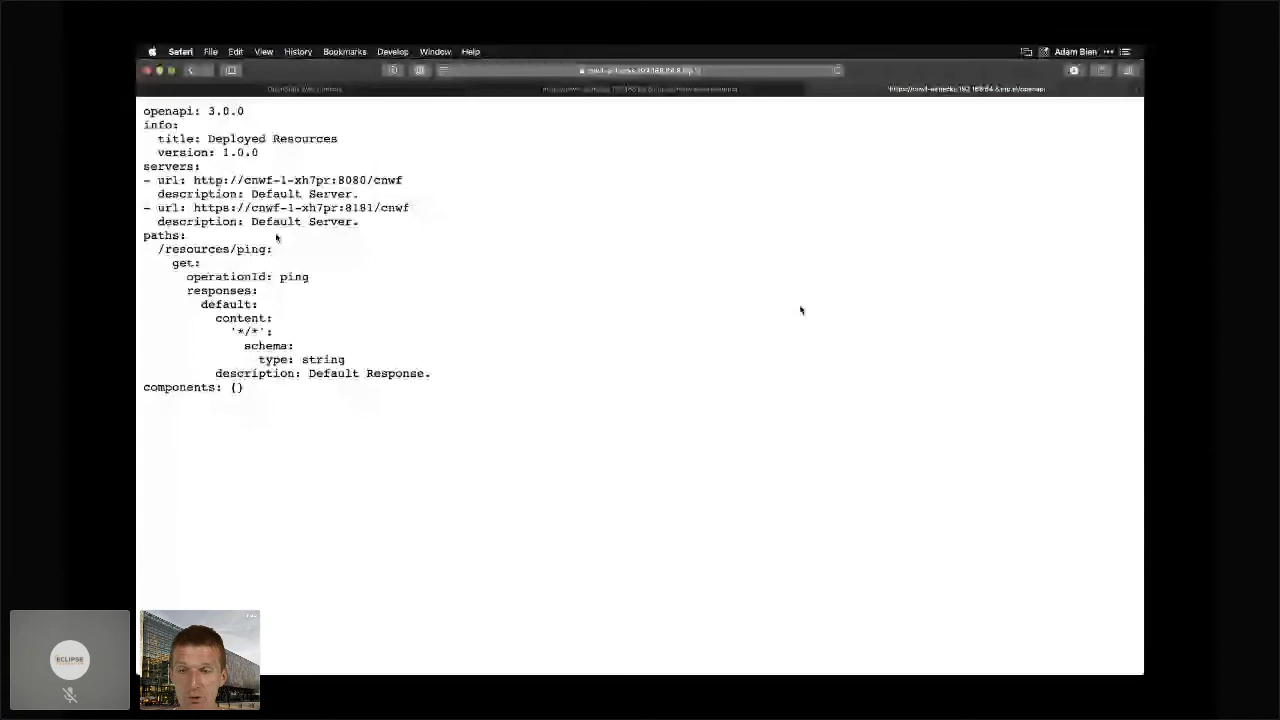 Safari File Edit View History Bookmarks Develop Window Help Adam Bien
openapi: 3.0.0
info:
title: Deployed Resources
version: 1.0.0
servers:
- url: http://cnwf-1-xh7pr:8080/cnwf
description: Default Server.
- url: https://cnwf-1-xh7pr:8181/cnwf
description: Default Server.
paths:
/resources/ping:
get:
operationId: ping
responses:
default:
content:
'*/*':
schema:
type: string
description: Default Response.
components: {}
ECLIPSE
FOUNDATION